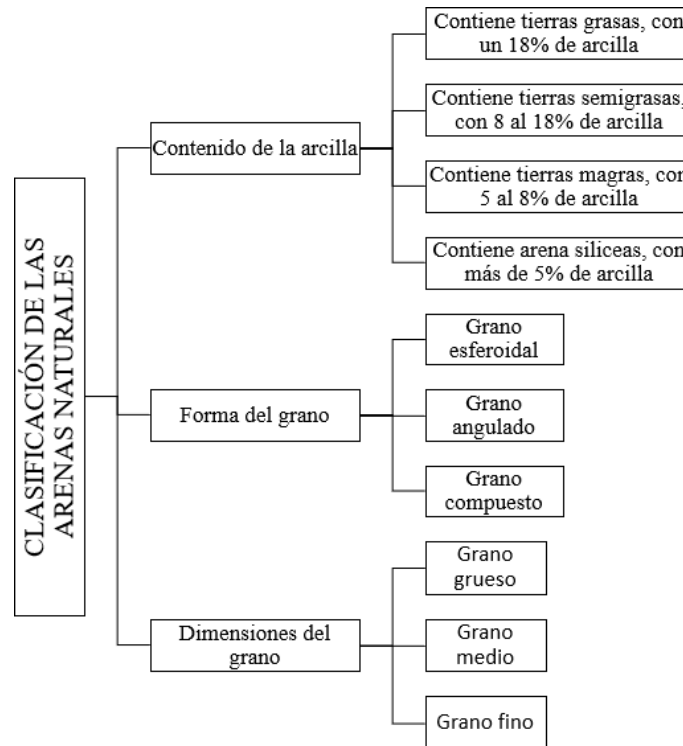 CLASIFICACIÓN DE LAS
ARENAS NATURALES
Contenido de la arcilla
Contiene tierras grasas, con
un 18% de arcilla
Contiene tierras semigrasas,
con 8 al 18% de arcilla
Contiene tierras magras, con
5 al 8% de arcilla
Contiene arena siliceas, con
más de 5% de arcilla
Forma del grano
Grano
esferoidal
Grano
angulado
Grano
compuesto
Dimensiones del
grano
Grano
grueso
Grano
medio
Grano fino